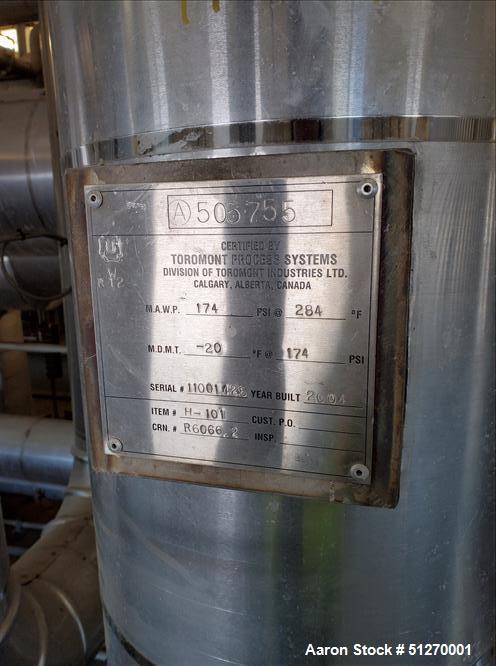 A 505755
U
W
RT2
CERTIFIED BY
TOROMONT PROCESS SYSTEMS
DIVISION OF TOROMONT INDUSTRIES LTD.
CALGARY, ALBERTA, CANADA
M.A.W.P. 174 PSI @ 284 °F
M.D.M.T. -20 °F @ 174 PSI
SERIAL # YEAR BUILT 2004
ITEM # H-101 CUST. P.O.
CRN. # R6066.2 INSP.
Aaron Stock # 51270001